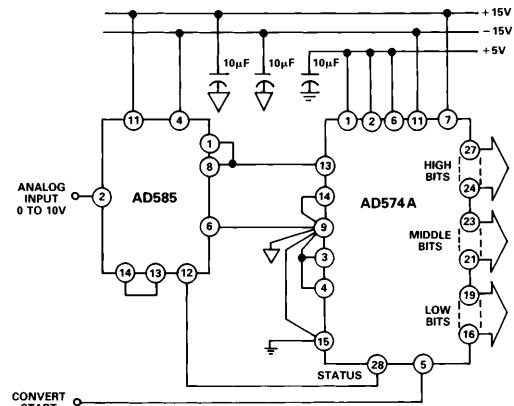 +15V
-15V
+5V
10μF
10μF
10μF
11
4
1
2
6
11
7
1
8
13
27
HIGH
BITS
24
ANALOG
INPUT
0 TO 10V
2
AD585
14
AD574A
6
9
23
MIDDLE
BITS
21
3
4
14
13
12
19
LOW
BITS
16
15
STATUS
28
5
CONVERT